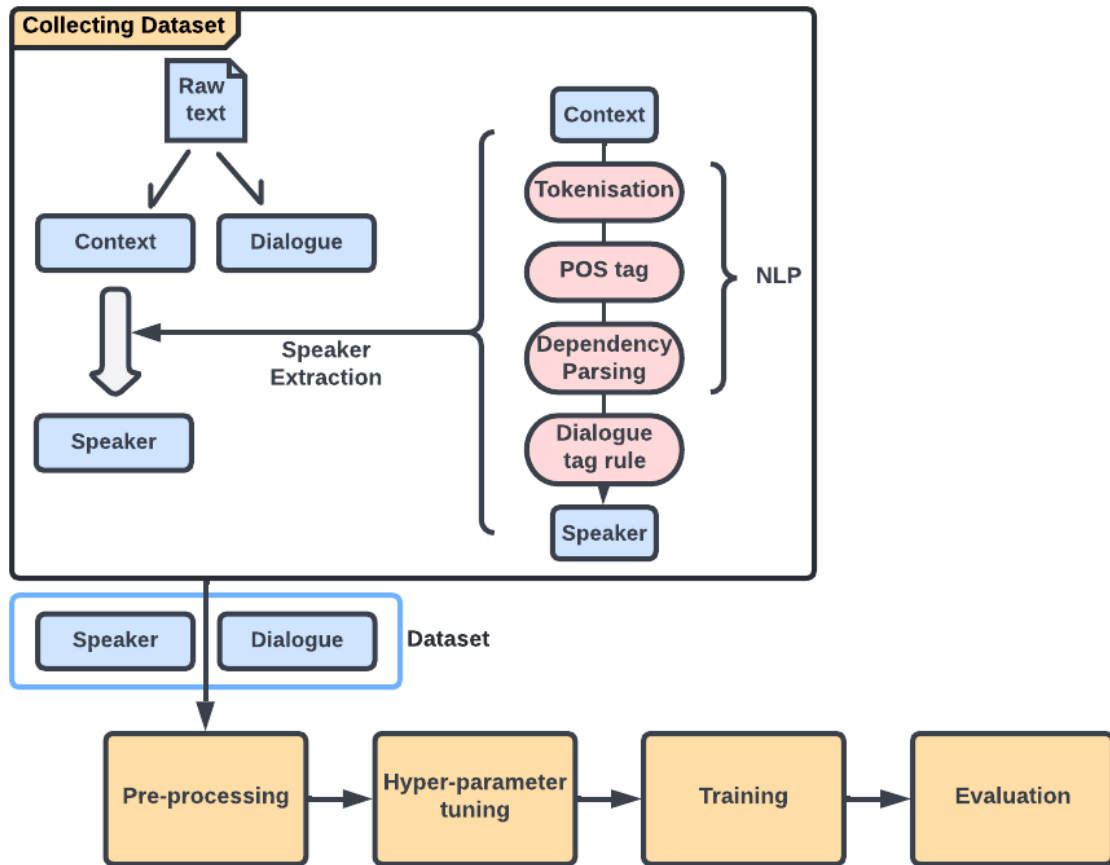 Collecting Dataset
Raw
text
Context
Dialogue
Speaker
Speaker
Extraction
Context
Tokenisation
POS tag
Dependency
Parsing
Dialogue
tag rule
Speaker
NLP
Speaker
Dialogue
Dataset
Pre-processing
Hyper-parameter
tuning
Training
Evaluation